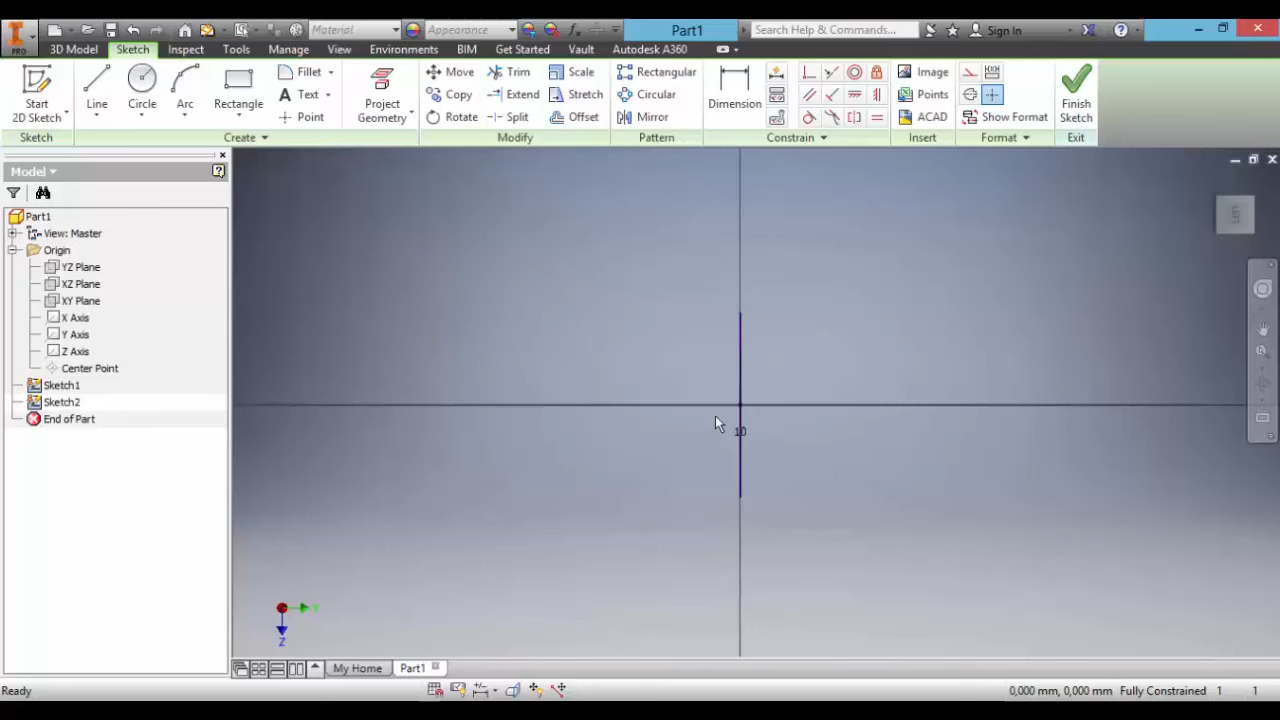 Material
Appearance
Part1
Search Help & Commands...
Sign In
PRO
3D Model
Sketch
Inspect
Tools
Manage
View
Environments
BIM
Get Started
Vault
Autodesk A360
Start
2D Sketch
Line
Circle
Arc
Rectangle
Fillet
Text
Point
Project
Geometry
Move
Copy
Rotate
Trim
Extend
Split
Scale
Stretch
Offset
Rectangular
Circular
Mirror
Dimension
Image
Points
ACAD
Show Format
Finish
Sketch
Sketch
Create
Modify
Pattern
Constrain
Insert
Format
Exit
Model
Part1
View: Master
Origin
YZ Plane
XZ Plane
XY Plane
X Axis
Y Axis
Z Axis
Center Point
Sketch1
Sketch2
End of Part
10
LEFT
Y
Z
My Home
Part1
Ready
0,000 mm, 0,000 mm
Fully Constrained
1
1